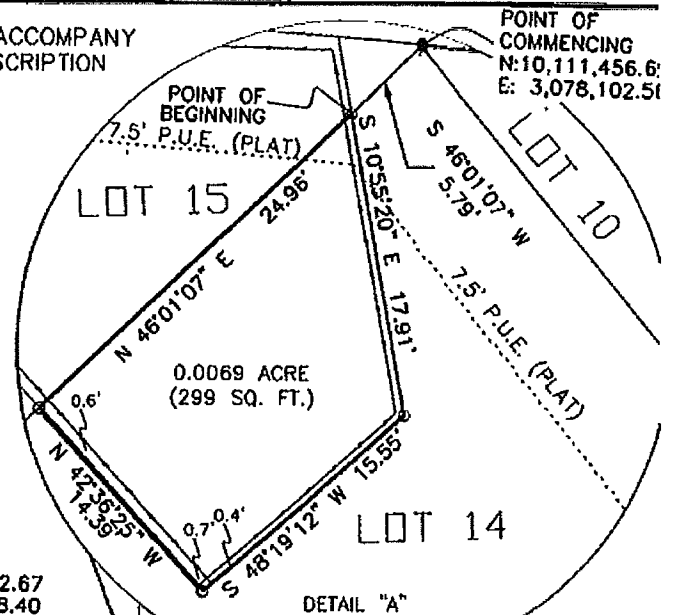 ACCOMPANY
SCRIPTION
POINT OF
COMMENCING
N:10,111,456.6
E: 3,078,102.5
POINT OF
BEGINNING
7.5' P.U.E. (PLAT)
S 46°01'07" W
5.79'
LOT 10
LOT 15
24.96'
N 46°01'07" E
S 10°55'20" E 17.91'
7.5' P.U.E. (PLAT)
0.0069 ACRE
(299 SQ. FT.)
0.6'
N 42°36'25" W
14.39'
0.7'
0.4'
S 48°19'12" W 15.55'
LOT 14
2.67
8.40
DETAIL "A"